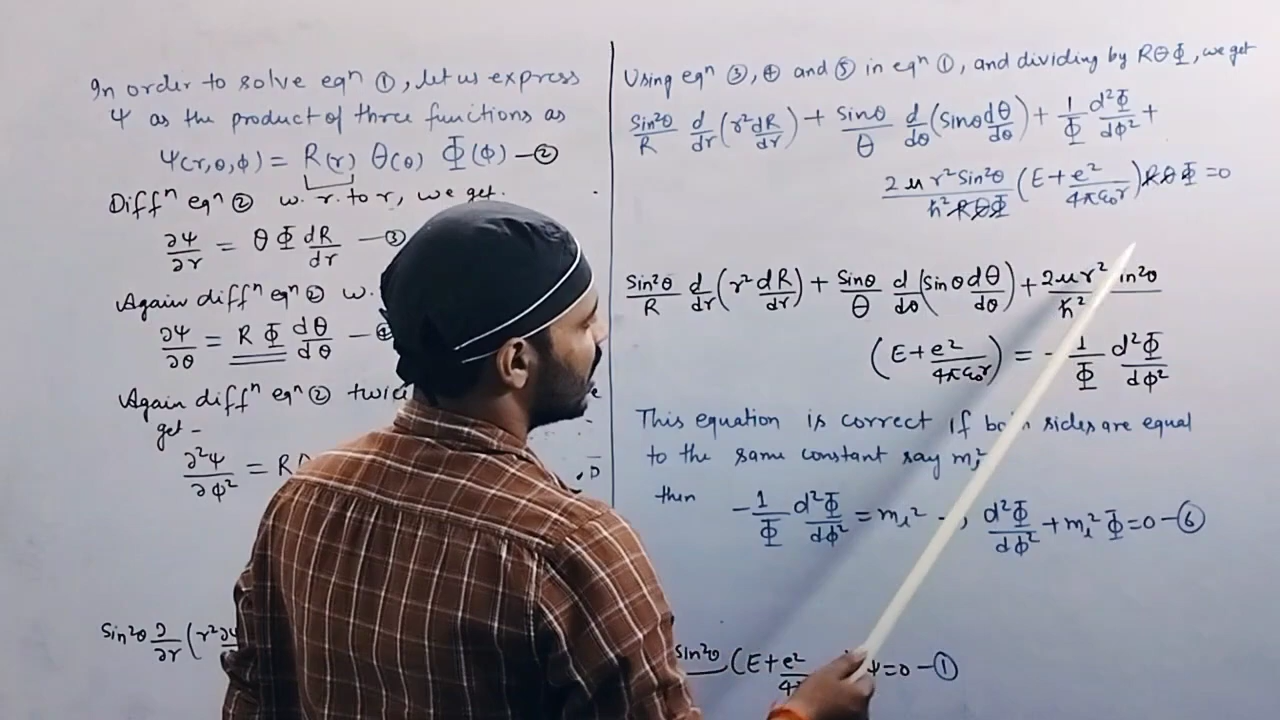 In order to solve eqⁿ ①, let us express
Ψ as the product of three functions as
Ψ(r,θ,φ) = R(r) θ(θ) Φ(φ) – ②
Diffⁿ eqⁿ ② w. r. to r, we get.
∂Ψ/∂r = θ Φ dR/dr – ③
Again diffⁿ eqⁿ ② w.
∂Ψ/∂θ = R Φ dθ/dθ –
Again diffⁿ eqⁿ ② twice
get –
∂²Ψ/∂φ² = R
Sin²θ ∂/∂r (r² ∂Ψ
Using eqⁿ ③, ④ and ⑤ in eqⁿ ①, and dividing by RθΦ, we get
Sin²θ/R d/dr (r² dR/dr) + Sinθ/θ d/dθ (sinθ dθ/dθ) + 1/Φ d²Φ/dφ² +
2μr²Sin²θ/ħ²RθΦ (E + e²/4πε₀r) RθΦ = 0
Sin²θ/R d/dr (r² dR/dr) + Sinθ/θ d/dθ (sinθ dθ/dθ) + 2μr² in²θ/ħ²
(E + e²/4πε₀r) = - 1/Φ d²Φ/dφ²
This equation is correct if sides are equal
to the same constant say mₗ²
then -1/Φ d²Φ/dφ² = mₗ² , d²Φ/dφ² + mₗ² Φ = 0 – ⑥
sin²θ (E + e²/4 Ψ = 0 – ①